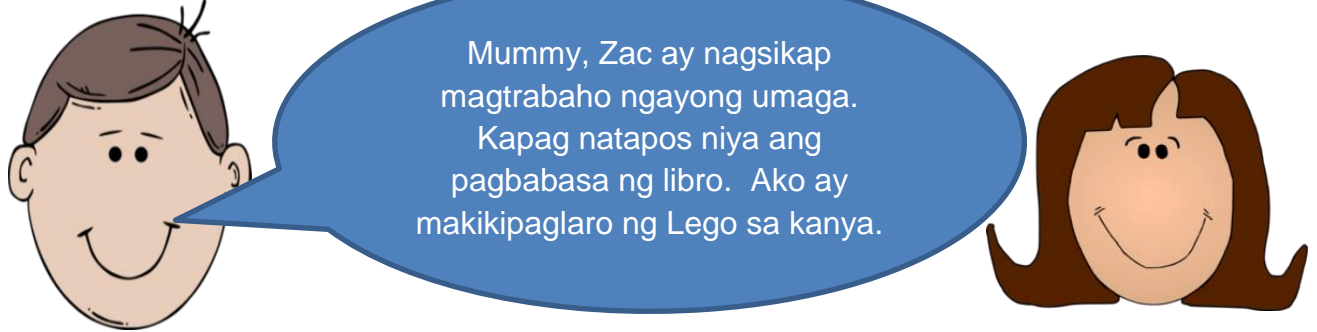 Mummy, Zac ay nagsikap
magtrabaho ngayong umaga.
Kapag natapos niya ang
pagbabasa ng libro.  Ako ay
makikipaglaro ng Lego sa kanya.